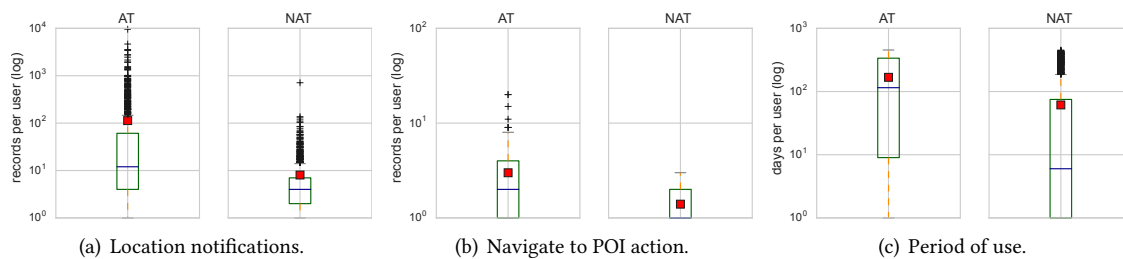 AT NAT AT NAT AT NAT
records per user (log)
10^4
10^3
10^2
10^1
10^0
records per user (log)
10^2
10^1
10^0
days per user (log)
10^3
10^2
10^1
10^0
(a) Location notifications. (b) Navigate to POI action. (c) Period of use.